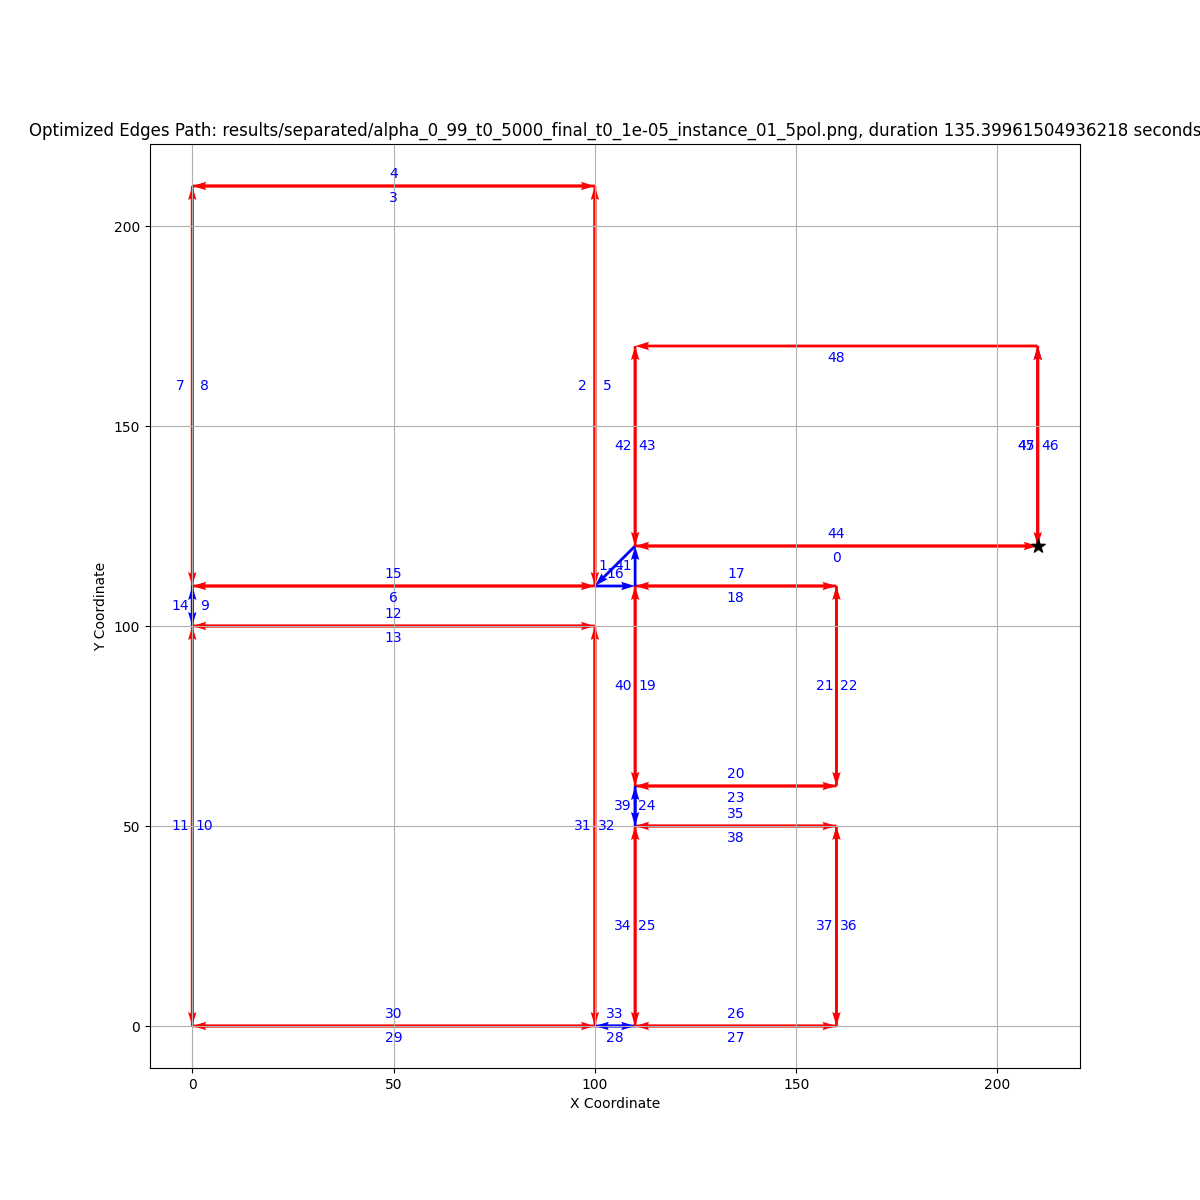 Optimized Edges Path: results/separated/alpha_0_99_t0_5000_final_t0_1e-05_instance_01_5pol.png, duration 135.39961504936218 seconds
4
3
200
7 8 2 5
48
150
42 43 46
44
0
1 41
15 16 17
6 18
14 9
12
100
13
Y Coordinate
40 19 21 22
20
23
39 24
35
50 11 10 31 32
38
34 25 37 36
30 33 26
0
29 28 27
0 50 100 150 200
X Coordinate